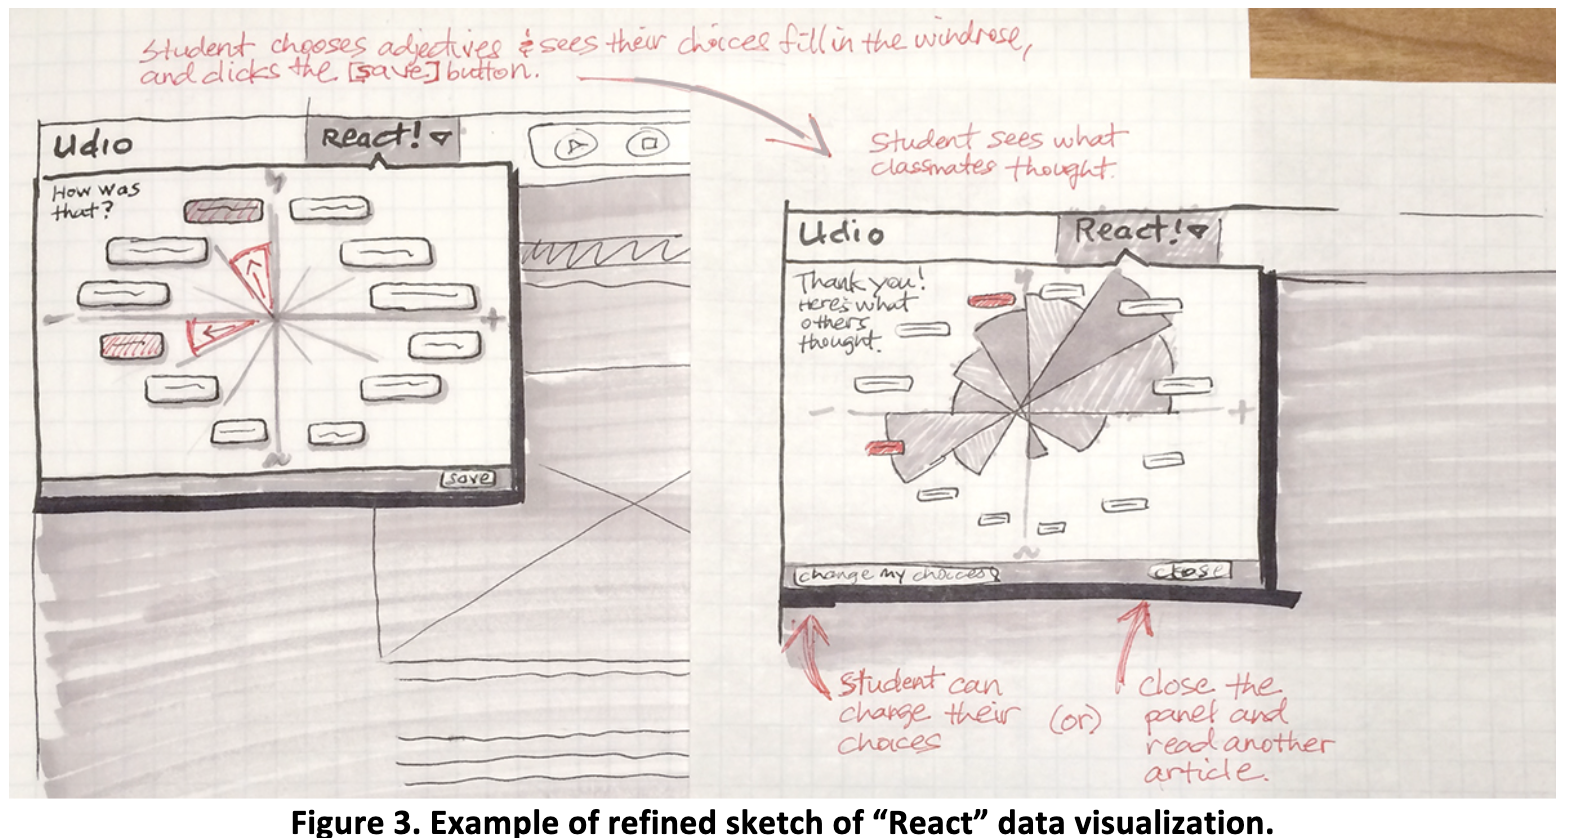 Student chooses adjectives & sees their choices fill in the windrose,
and clicks the [save] button.
Udio
React!
How was
that?
+
save
Student sees what
classmates thought.
Udio
React!
Thank you!
Here's what
others
thought.
- +
change my choices
close
Student can
change their
choices
(or)
close the
panel and
read another
article.
Figure 3. Example of refined sketch of “React” data visualization.